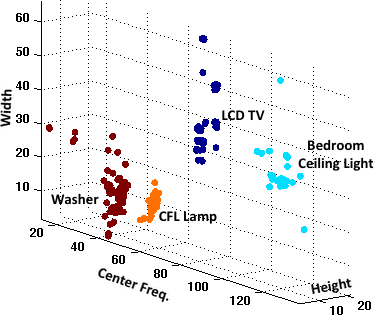 60
50
40
30
20
10
Width
LCD TV
Bedroom
Ceiling Light
Washer
CFL Lamp
20
40
60
80
100
120
Center Freq.
Height
10
20